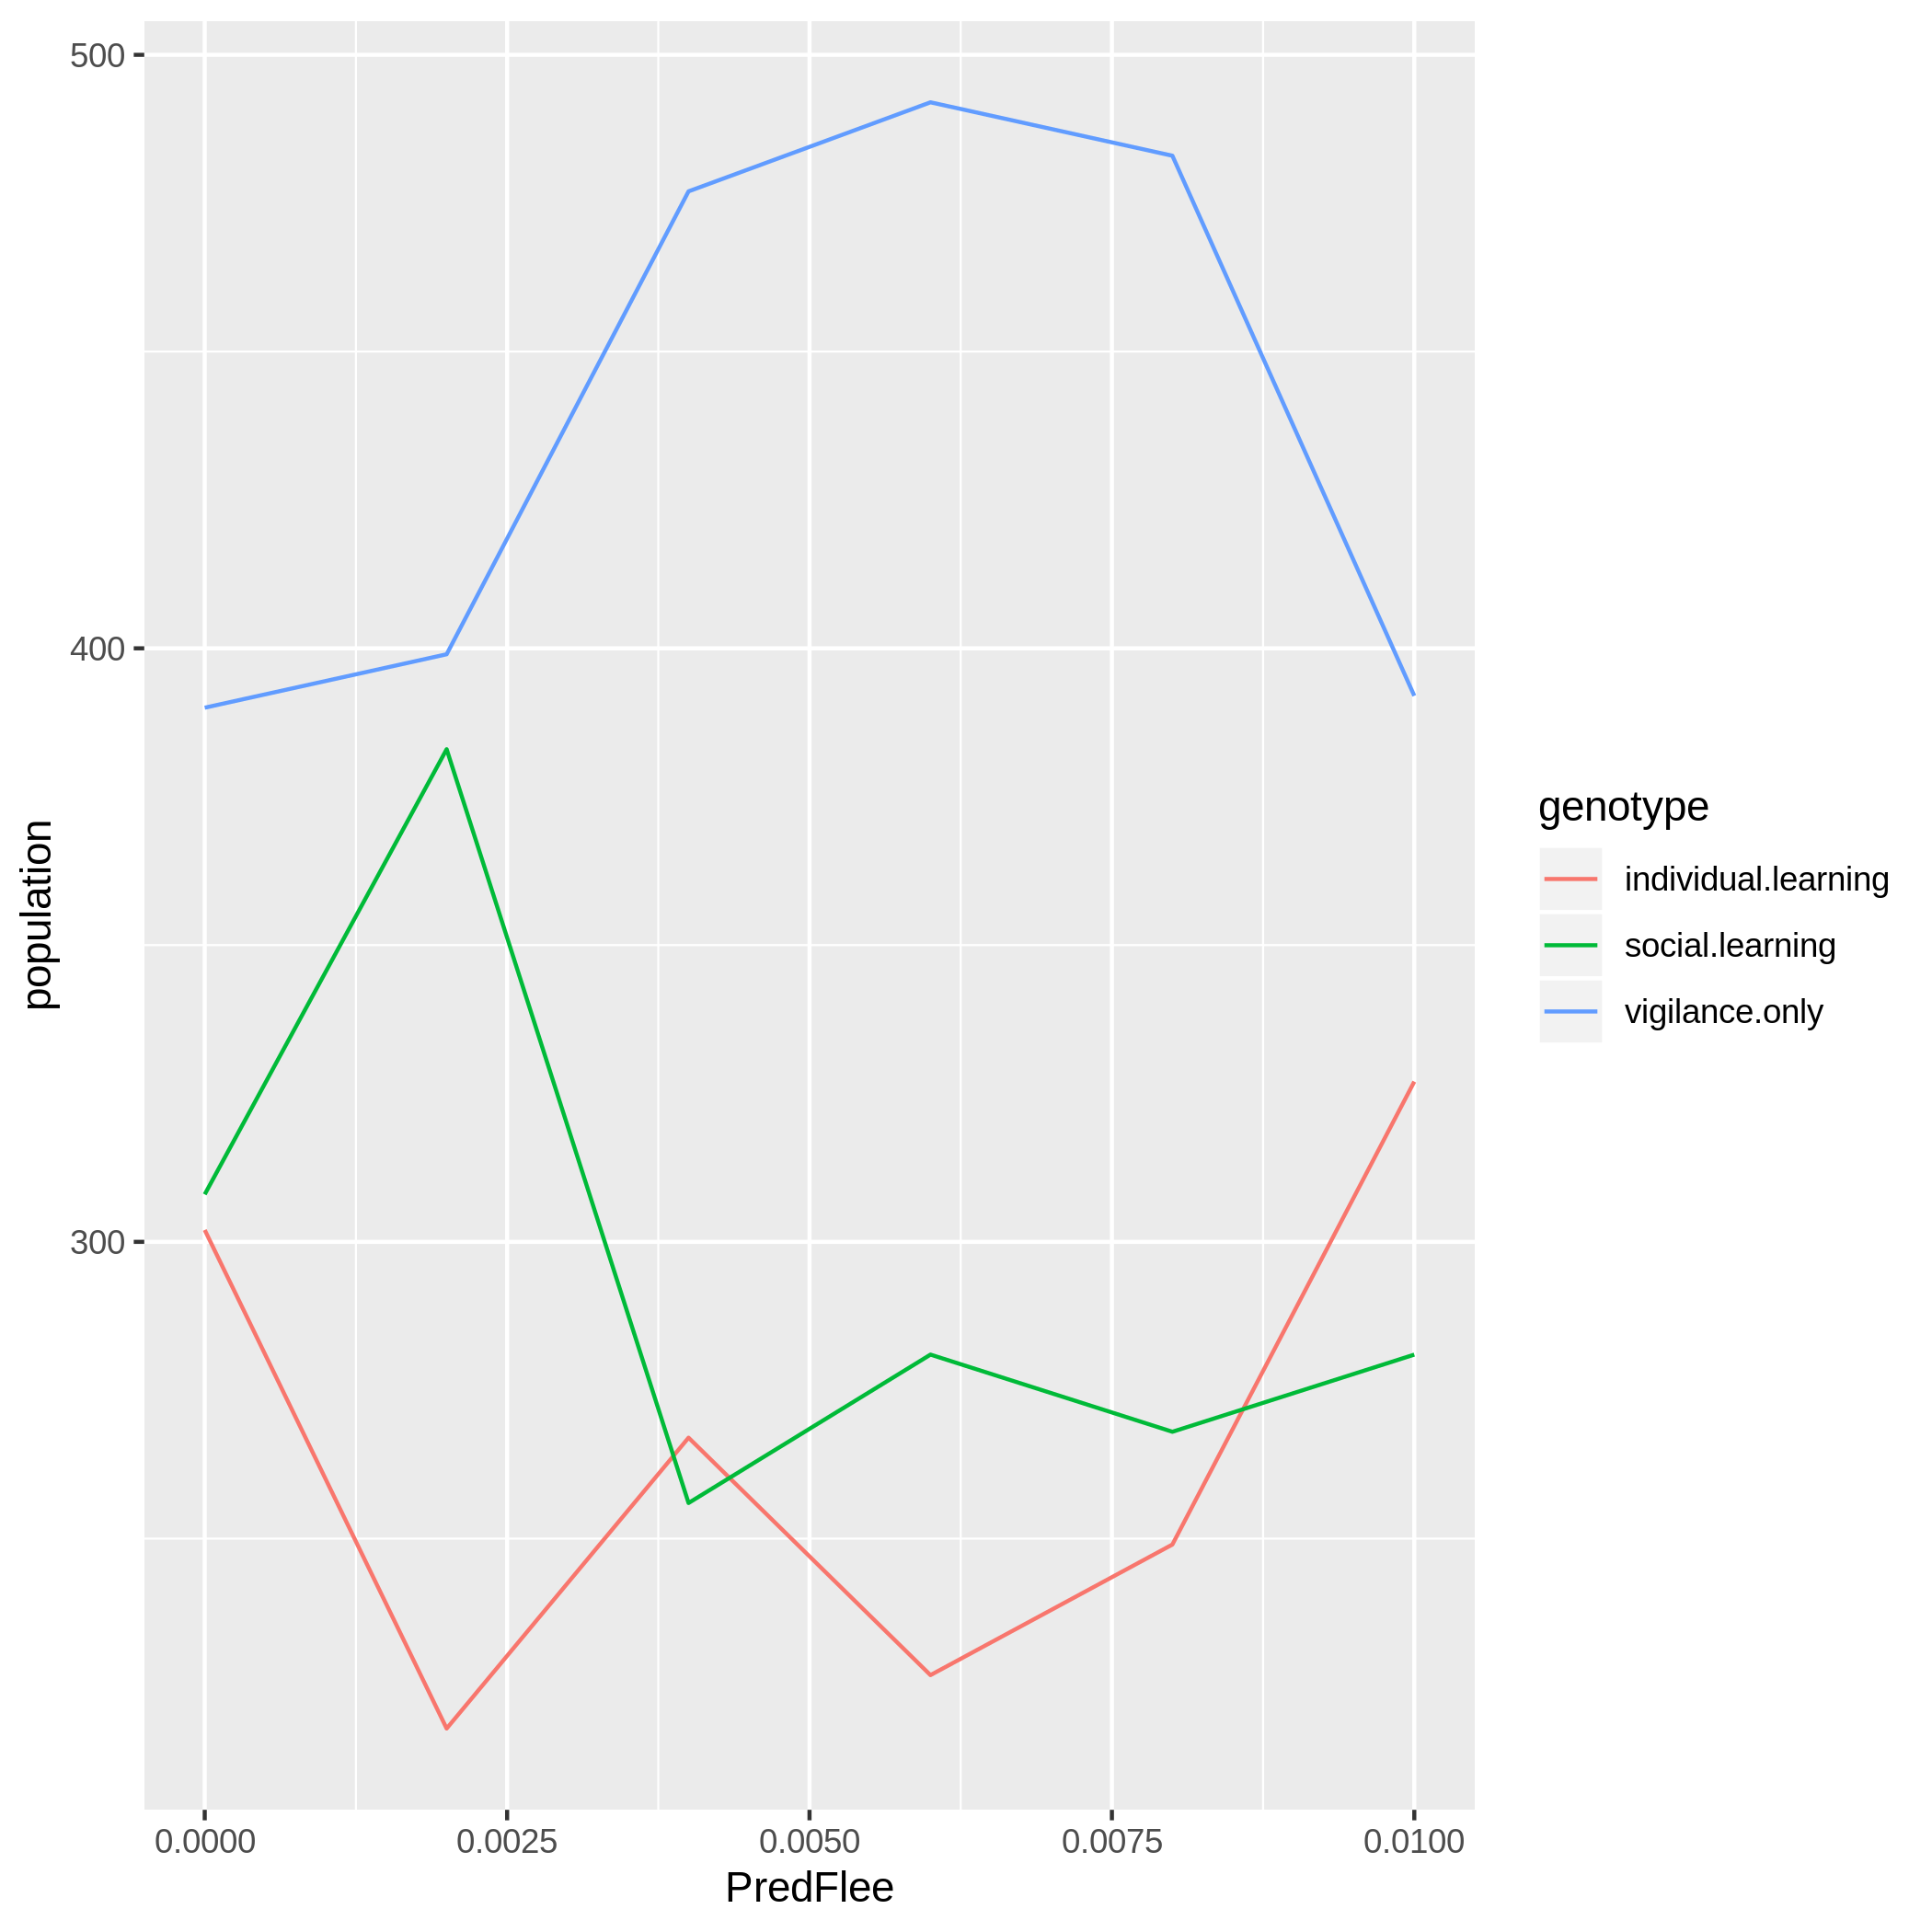 500
400
300
population
0.0000
0.0025
0.0050
0.0075
0.0100
PredFlee
genotype
individual.learning
social.learning
vigilance.only